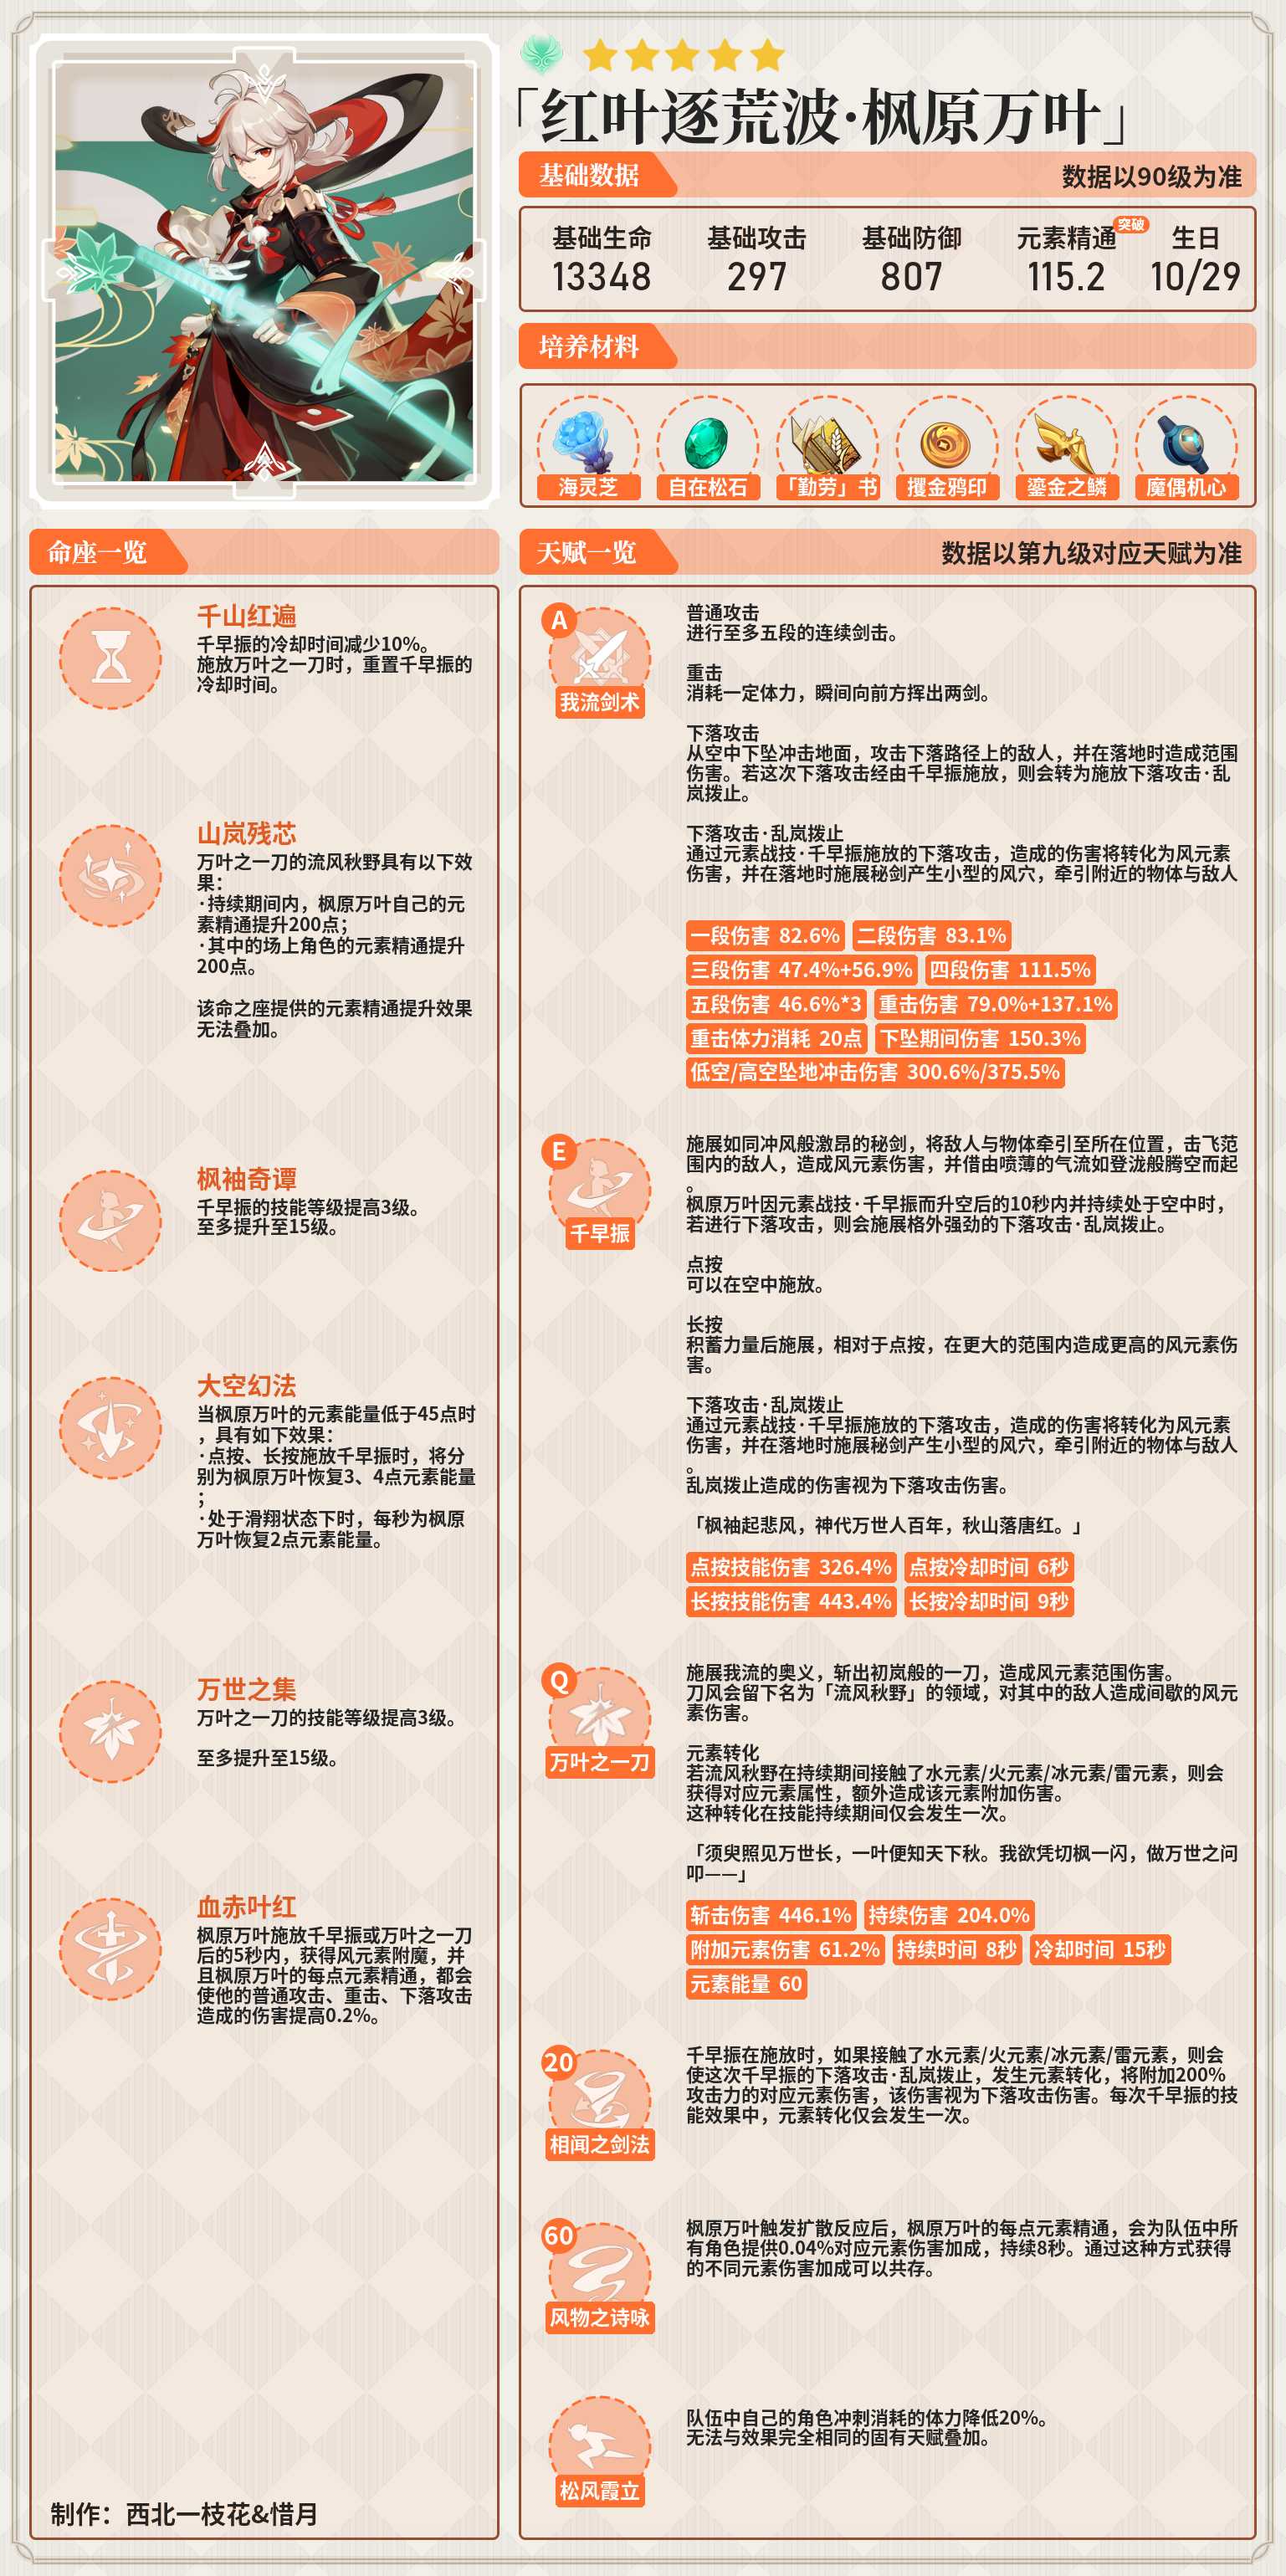 「红叶逐荒波·枫原万叶」
基础数据
数据以90级为准
基础生命
基础攻击
基础防御
元素精通
突破
生日
13348
297
807
115.2
10/29
培养材料
海灵芝
自在松石
「勤劳」书
攫金鸦印
鎏金之鳞
魔偶机心
命座一览
千山红遍
千早振的冷却时间减少10%。
施放万叶之一刀时，重置千早振的
冷却时间。
山岚残芯
万叶之一刀的流风秋野具有以下效
果：
·持续期间内，枫原万叶自己的元
素精通提升200点；
·其中的场上角色的元素精通提升
200点。
该命之座提供的元素精通提升效果
无法叠加。
枫袖奇谭
千早振的技能等级提高3级。
至多提升至15级。
大空幻法
当枫原万叶的元素能量低于45点时
，具有如下效果：
·点按、长按施放千早振时，将分
别为枫原万叶恢复3、4点元素能量
；
·处于滑翔状态下时，每秒为枫原
万叶恢复2点元素能量。
万世之集
万叶之一刀的技能等级提高3级。
至多提升至15级。
血赤叶红
枫原万叶施放千早振或万叶之一刀
后的5秒内，获得风元素附魔，并
且枫原万叶的每点元素精通，都会
使他的普通攻击、重击、下落攻击
造成的伤害提高0.2%。
制作：西北一枝花&惜月
天赋一览
数据以第九级对应天赋为准
A
我流剑术
普通攻击
进行至多五段的连续剑击。
重击
消耗一定体力，瞬间向前方挥出两剑。
下落攻击
从空中下坠冲击地面，攻击下落路径上的敌人，并在落地时造成范围
伤害。若这次下落攻击经由千早振施放，则会转为施放下落攻击·乱
岚拨止。
下落攻击·乱岚拨止
通过元素战技·千早振施放的下落攻击，造成的伤害将转化为风元素
伤害，并在落地时施展秘剑产生小型的风穴，牵引附近的物体与敌人
一段伤害 82.6% 二段伤害 83.1%
三段伤害 47.4%+56.9% 四段伤害 111.5%
五段伤害 46.6%*3 重击伤害 79.0%+137.1%
重击体力消耗 20点 下坠期间伤害 150.3%
低空/高空坠地冲击伤害 300.6%/375.5%
E
千早振
施展如同冲风般激昂的秘剑，将敌人与物体牵引至所在位置，击飞范
围内的敌人，造成风元素伤害，并借由喷薄的气流如登泷般腾空而起
。
枫原万叶因元素战技·千早振而升空后的10秒内并持续处于空中时，
若进行下落攻击，则会施展格外强劲的下落攻击·乱岚拨止。
点按
可以在空中施放。
长按
积蓄力量后施展，相对于点按，在更大的范围内造成更高的风元素伤
害。
下落攻击·乱岚拨止
通过元素战技·千早振施放的下落攻击，造成的伤害将转化为风元素
伤害，并在落地时施展秘剑产生小型的风穴，牵引附近的物体与敌人
。
乱岚拨止造成的伤害视为下落攻击伤害。
「枫袖起悲风，神代万世人百年，秋山落唐红。」
点按技能伤害 326.4% 点按冷却时间 6秒
长按技能伤害 443.4% 长按冷却时间 9秒
Q
万叶之一刀
施展我流的奥义，斩出初岚般的一刀，造成风元素范围伤害。
刀风会留下名为「流风秋野」的领域，对其中的敌人造成间歇的风元
素伤害。
元素转化
若流风秋野在持续期间接触了水元素/火元素/冰元素/雷元素，则会
获得对应元素属性，额外造成该元素附加伤害。
这种转化在技能持续期间仅会发生一次。
「须臾照见万世长，一叶便知天下秋。我欲凭切枫一闪，做万世之问
叩——」
斩击伤害 446.1% 持续伤害 204.0%
附加元素伤害 61.2% 持续时间 8秒 冷却时间 15秒
元素能量 60
20
相闻之剑法
千早振在施放时，如果接触了水元素/火元素/冰元素/雷元素，则会
使这次千早振的下落攻击·乱岚拨止，发生元素转化，将附加200%
攻击力的对应元素伤害，该伤害视为下落攻击伤害。每次千早振的技
能效果中，元素转化仅会发生一次。
60
风物之诗咏
枫原万叶触发扩散反应后，枫原万叶的每点元素精通，会为队伍中所
有角色提供0.04%对应元素伤害加成，持续8秒。通过这种方式获得
的不同元素伤害加成可以共存。
松风霞立
队伍中自己的角色冲刺消耗的体力降低20%。
无法与效果完全相同的固有天赋叠加。